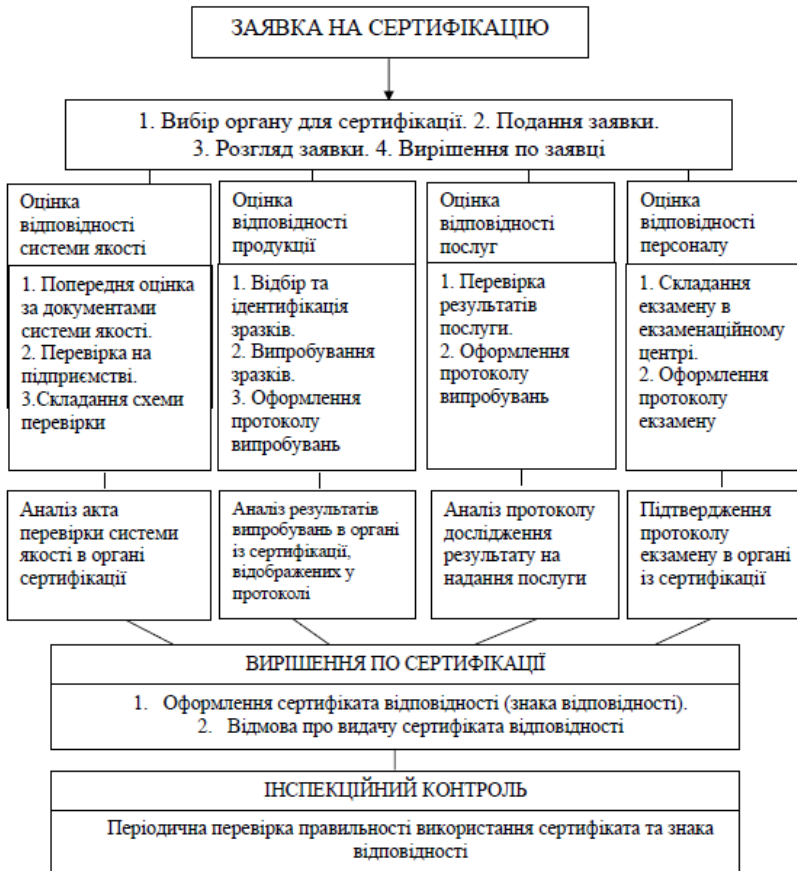 ЗАЯВКА НА СЕРТИФІКАЦІЮ
1. Вибір органу для сертифікації. 2. Подання заявки.
3. Розгляд заявки. 4. Вирішення по заявці
Оцінка
відповідності
системи якості
1. Попередня оцінка
за документами
системи якості.
2. Перевірка на
підприємстві.
3.Складання схеми
перевірки
Аналіз акта
перевірки системи
якості в органі
сертифікації
Оцінка
відповідності
продукції
1. Відбір та
ідентифікація
зразків.
2. Випробування
зразків.
3. Оформлення
протоколу
випробувань
Аналіз результатів
випробувань в органі
із сертифікації,
відображених у
протоколі
Оцінка
відповідності
послуг
1. Перевірка
результатів
послуги.
2. Оформлення
протоколу
випробувань
Аналіз протоколу
дослідження
результату на
надання послуги
Оцінка
відповідності
персоналу
1. Складання
екзамену в
екзаменаційному
центрі.
2. Оформлення
протоколу
екзамену
Підтвердження
протоколу
екзамену в органі
із сертифікації
ВИРІШЕННЯ ПО СЕРТИФІКАЦІЇ
1. Оформлення сертифіката відповідності (знака відповідності).
2. Відмова про видачу сертифіката відповідності
ІНСПЕКЦІЙНИЙ КОНТРОЛЬ
Періодична перевірка правильності використання сертифіката та знака
відповідності